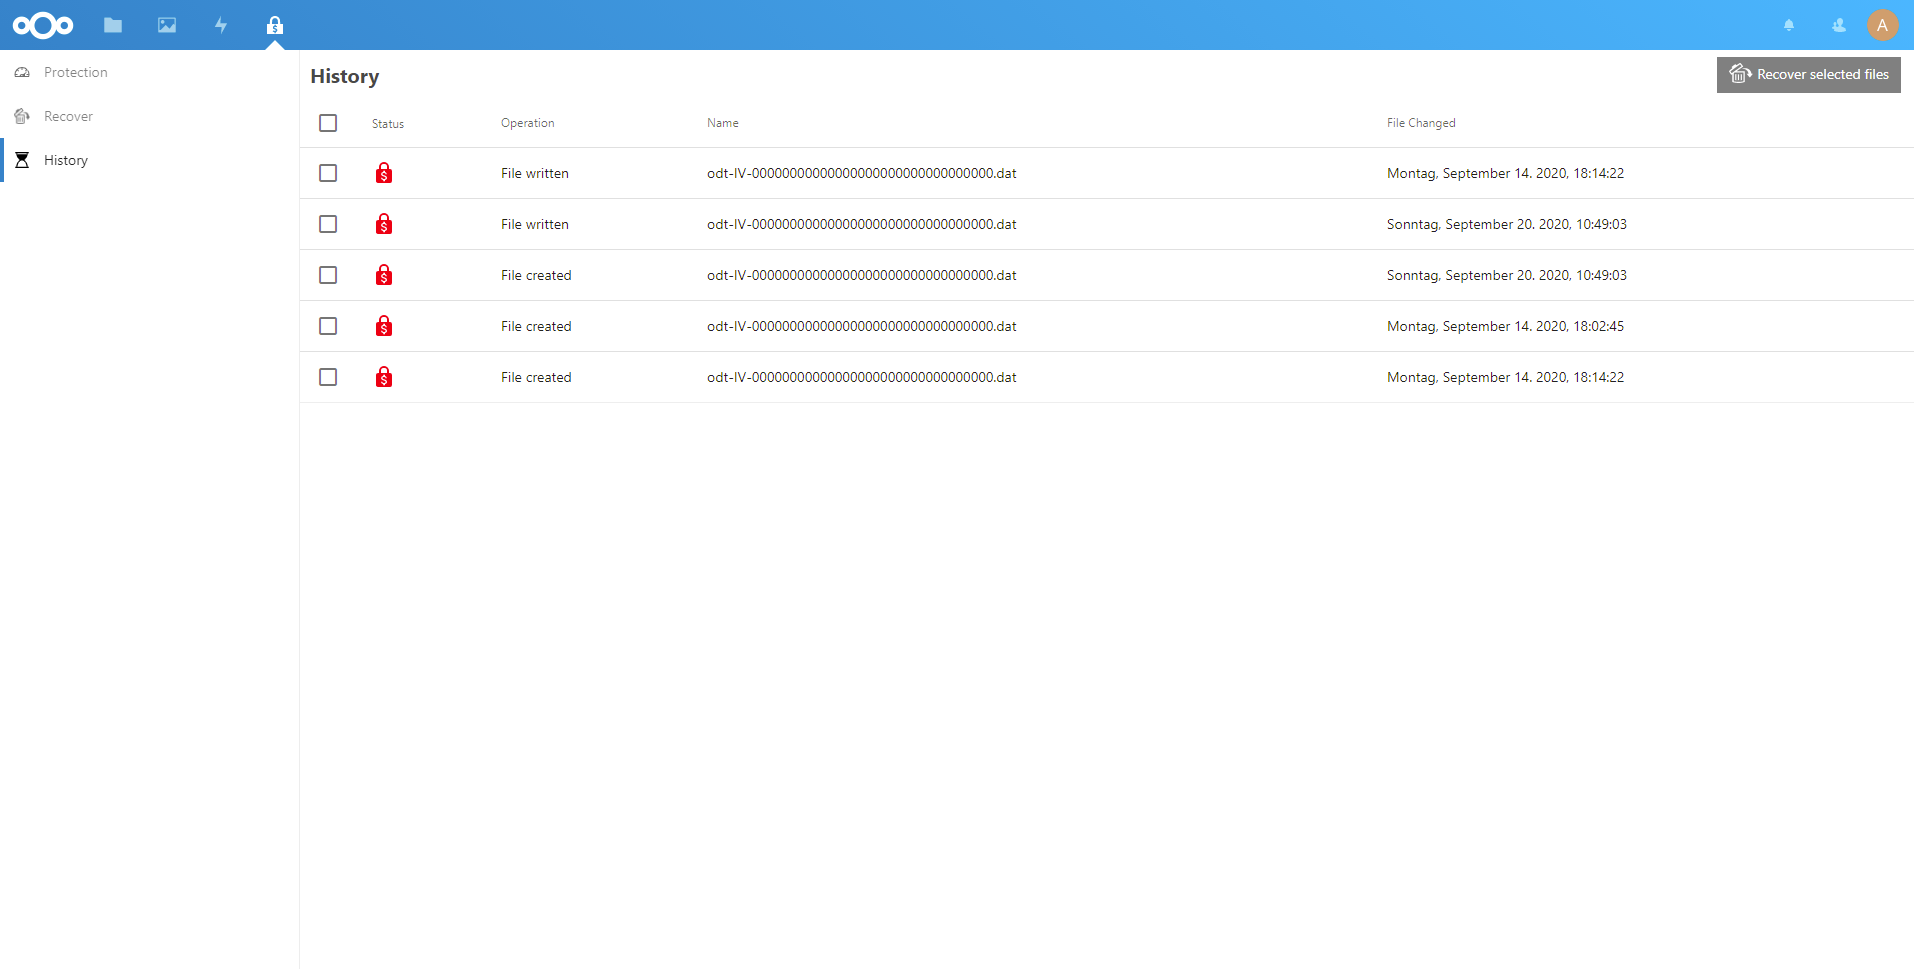 A
Protection
Recover
History
History
Recover selected files
Status Operation Name File Changed
File written odt-IV-00000000000000000000000000000000.dat Montag, September 14. 2020, 18:14:22
File written odt-IV-00000000000000000000000000000000.dat Sonntag, September 20. 2020, 10:49:03
File created odt-IV-00000000000000000000000000000000.dat Sonntag, September 20. 2020, 10:49:03
File created odt-IV-00000000000000000000000000000000.dat Montag, September 14. 2020, 18:02:45
File created odt-IV-00000000000000000000000000000000.dat Montag, September 14. 2020, 18:14:22